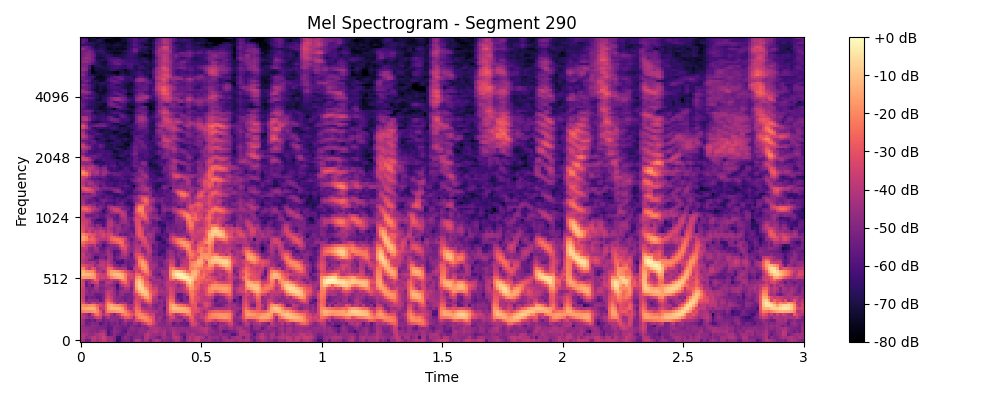 Mel Spectrogram - Segment 290
+0 dB
-10 dB
-20 dB
-30 dB
-40 dB
-50 dB
-60 dB
-70 dB
-80 dB
Frequency
4096
2048
1024
512
0
0 0.5 1 1.5 2 2.5 3
Time